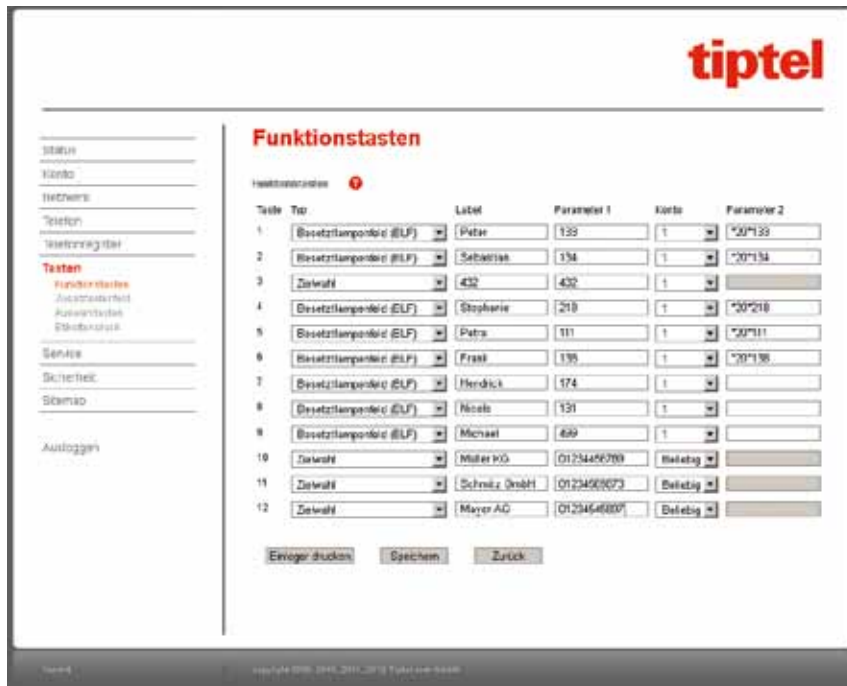 tiptel
Status
Konto
Netzwerk
Telefon
Telefonregister
Tasten
Funktionstasten
Zusatztastenfeld
Auswahltasten
Etikettendruck
Service
Sicherheit
Sitemap
Ausloggen
Funktionstasten
Funktionstasten ?
Taste Typ Label Parameter 1 Konto Parameter 2
1 Besetztlampenfeld (BLF) Peter 133 1 *20*133
2 Besetztlampenfeld (BLF) Sebastian 134 1 *20*134
3 Zielwahl 432 432 1
4 Besetztlampenfeld (BLF) Stephanie 218 1 *20*218
5 Besetztlampenfeld (BLF) Petra 111 1 *20*111
6 Besetztlampenfeld (BLF) Frank 138 1 *20*138
7 Besetztlampenfeld (BLF) Hendrick 174 1
8 Besetztlampenfeld (BLF) Nicole 131 1
9 Besetztlampenfeld (BLF) Michael 499 1
10 Zielwahl Müller KG 01234456789 Beliebig
11 Zielwahl Schmitz GmbH Beliebig
12 Zielwahl Mayer AG Beliebig
Einleger drucken Speichern Zurück